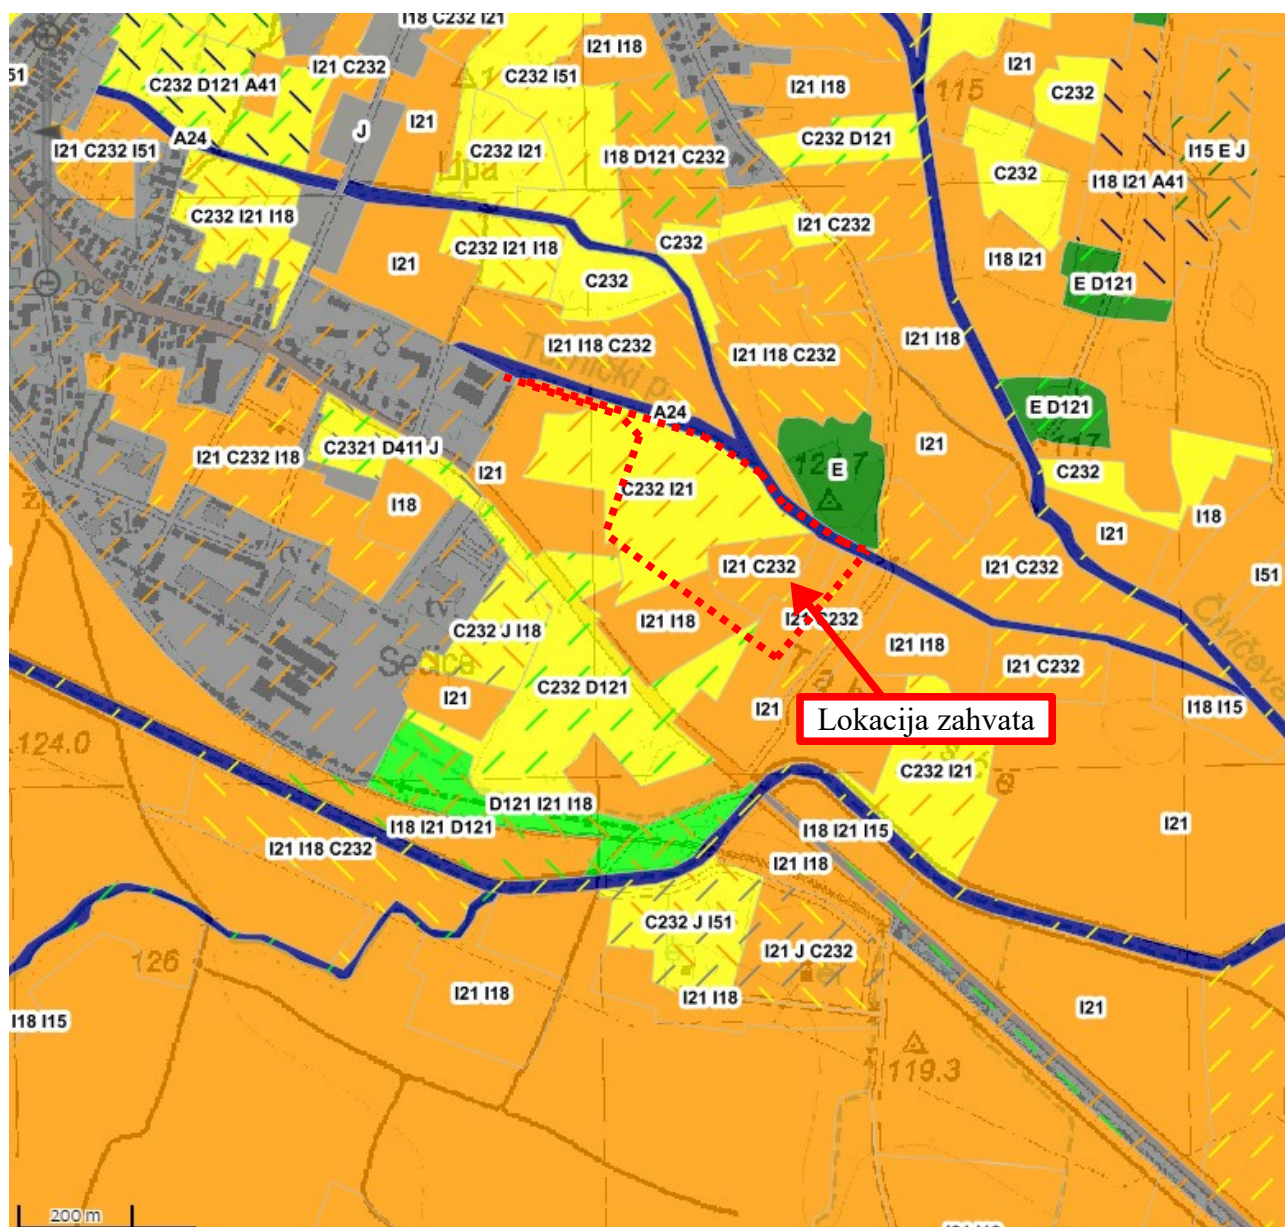 I18 C232 I21
I21 I18
I21
I51
C232 D121 A41
I21 C232
C232 I51
I21 I18
115
C232
J
I21
A24
C232 D121
I21 C232 I51
C232 I21
I18 D121 C232
I15 E J
Lipa
C232
I18 I21 A41
C232 I21 I18
I21 C232
C232 I21 I18
C232
I18 I21
I21
C232
E D121
I21 I18
I21 I18 C232
I21 I18 C232
A24
E D121
117
C2321 D411 J
I21
I21 C232 I18
I21
E
C232
C232 I21
I18
I18
I21
I21 C232
I21 C232
I51
C232 J I18
I21 I18
I21 C232
I21 I18
Sečica
C232 D121
I21 C232
I21
I21
I18 I15
Lokacija zahvata
124.0
C232 I21
D121 I21 I18
I18 I21 D121
I18 I21 I15
I21
I21 I18 C232
I21 I18
C232 J I51
I21 J C232
126
I21 I18
I21 I18
I21
I18 I15
119.3
200 m